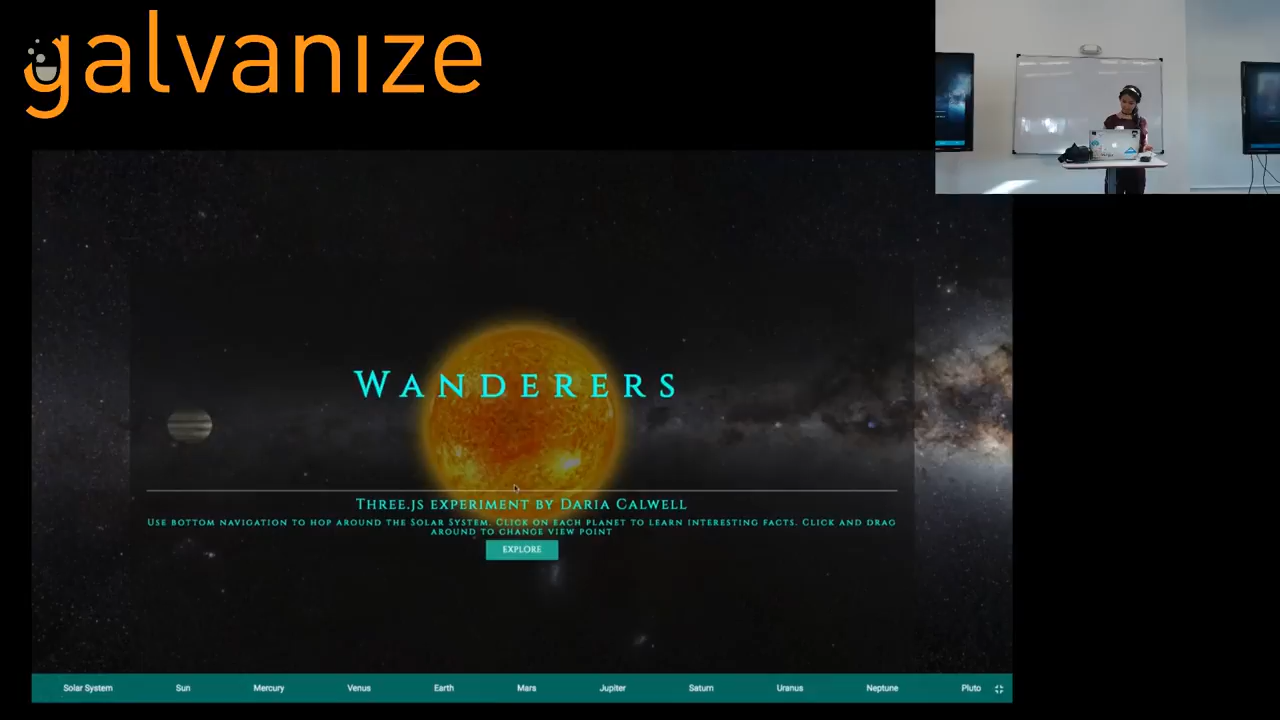 galvanize
WANDERERS
THREE.JS EXPERIMENT BY DARIA CALWELL
USE BOTTOM NAVIGATION TO HOP AROUND THE SOLAR SYSTEM. CLICK ON EACH PLANET TO LEARN INTERESTING FACTS. CLICK AND DRAG
AROUND TO CHANGE VIEW POINT
EXPLORE
Solar System Sun Mercury Venus Earth Mars Jupiter Saturn Uranus Neptune Pluto